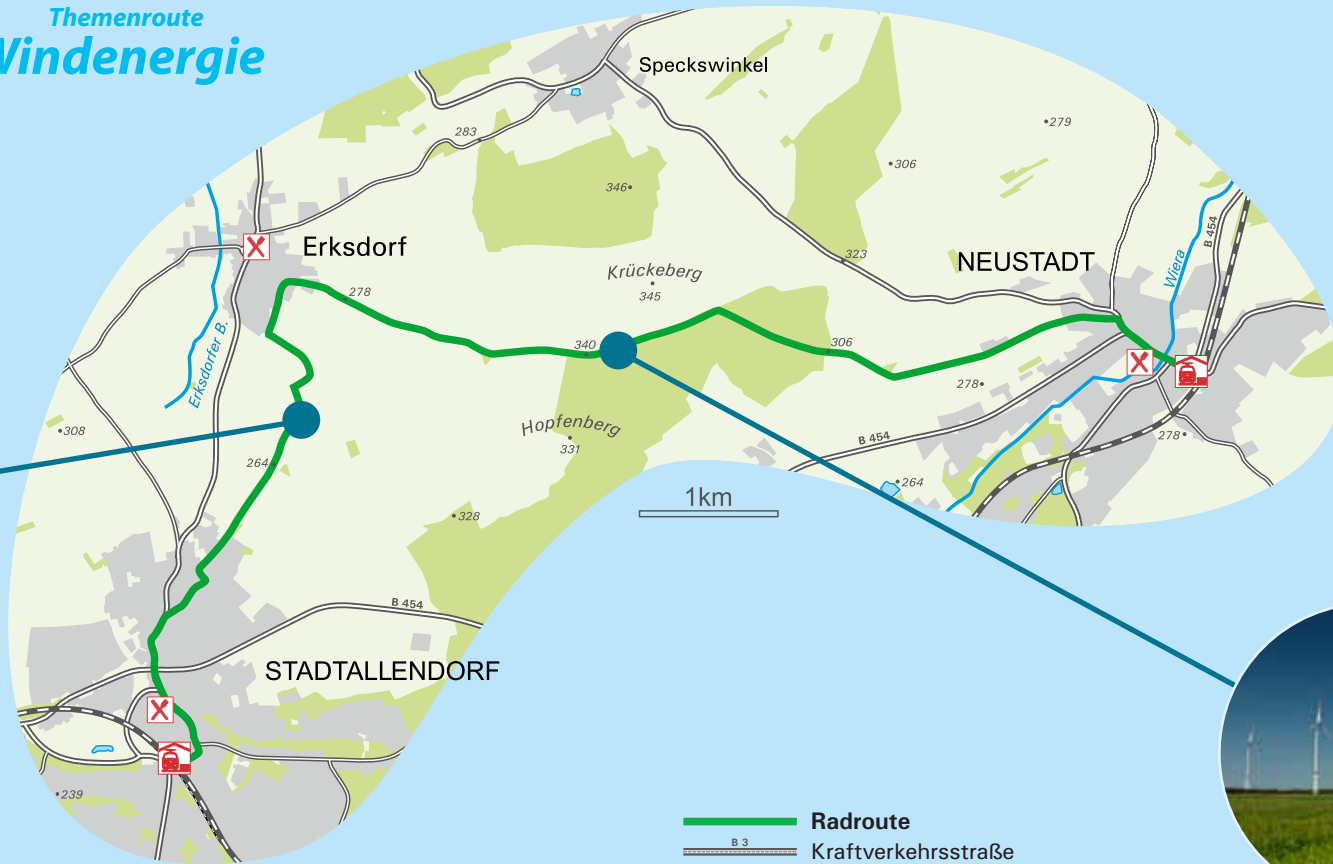 Themenroute
Windenergie
Speckswinkel
283
279
306
346
Erksdorf
323
NEUSTADT
B 454
Wiera
Krückeberg
345
278
Erksdorfer B.
340
306
278
308
Hopfenberg
331
264
B 454
278
264
328
1km
B 454
STADTALLENDORF
239
Radroute
B 3
Kraftverkehrsstraße